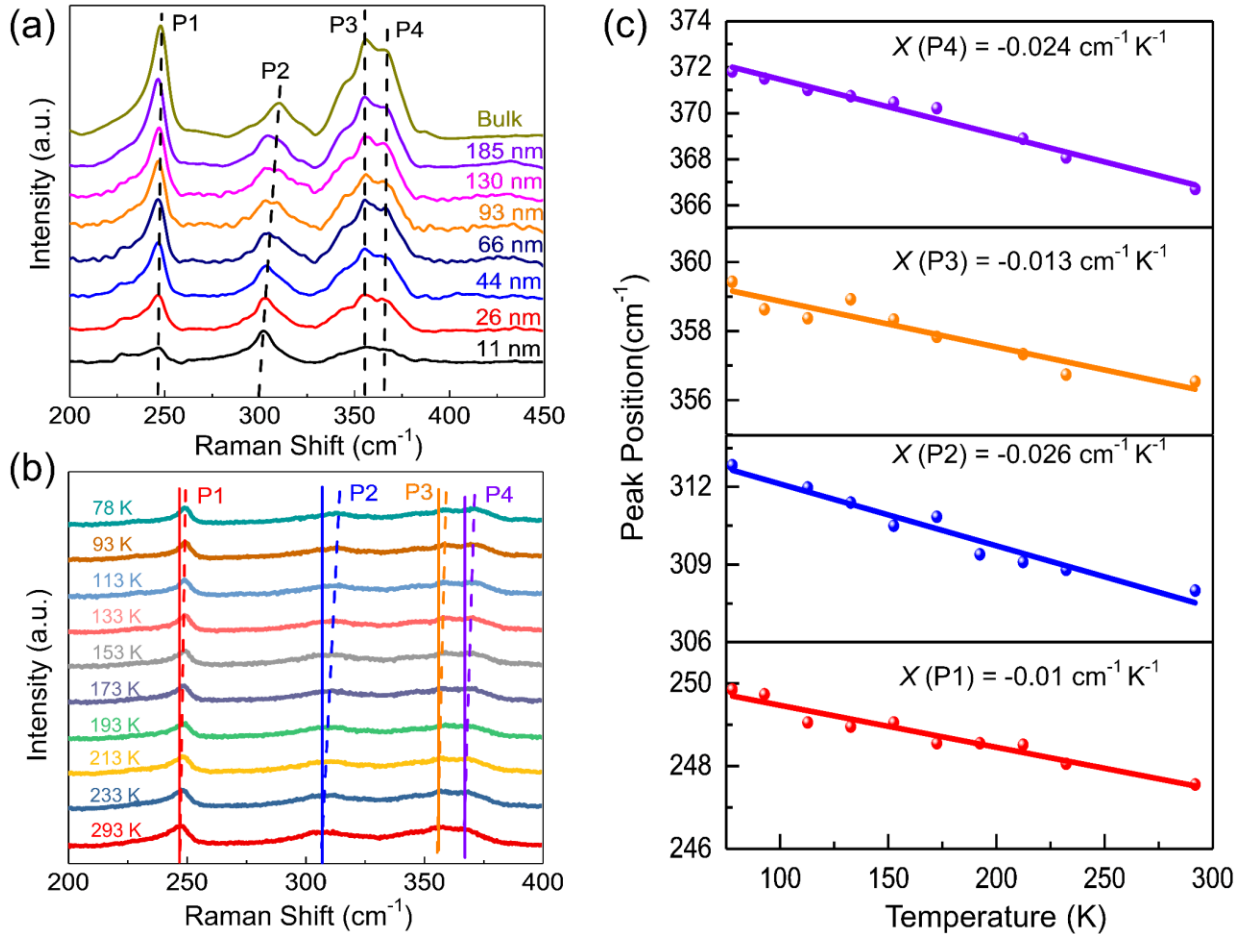 (a)
P1
P2
P3
P4
Bulk
185 nm
130 nm
93 nm
66 nm
44 nm
26 nm
11 nm
Intensity (a.u.)
200 250 300 350 400 450
Raman Shift (cm⁻¹)
(b)
P1
P2
P3
P4
78 K
93 K
113 K
133 K
153 K
173 K
193 K
213 K
233 K
293 K
Intensity (a.u.)
200 250 300 350 400
Raman Shift (cm⁻¹)
(c)
374
372
370
368
366
X (P4) = -0.024 cm⁻¹ K⁻¹
360
358
356
X (P3) = -0.013 cm⁻¹ K⁻¹
312
309
306
X (P2) = -0.026 cm⁻¹ K⁻¹
250
248
246
X (P1) = -0.01 cm⁻¹ K⁻¹
Peak Position(cm⁻¹)
100 150 200 250 300
Temperature (K)